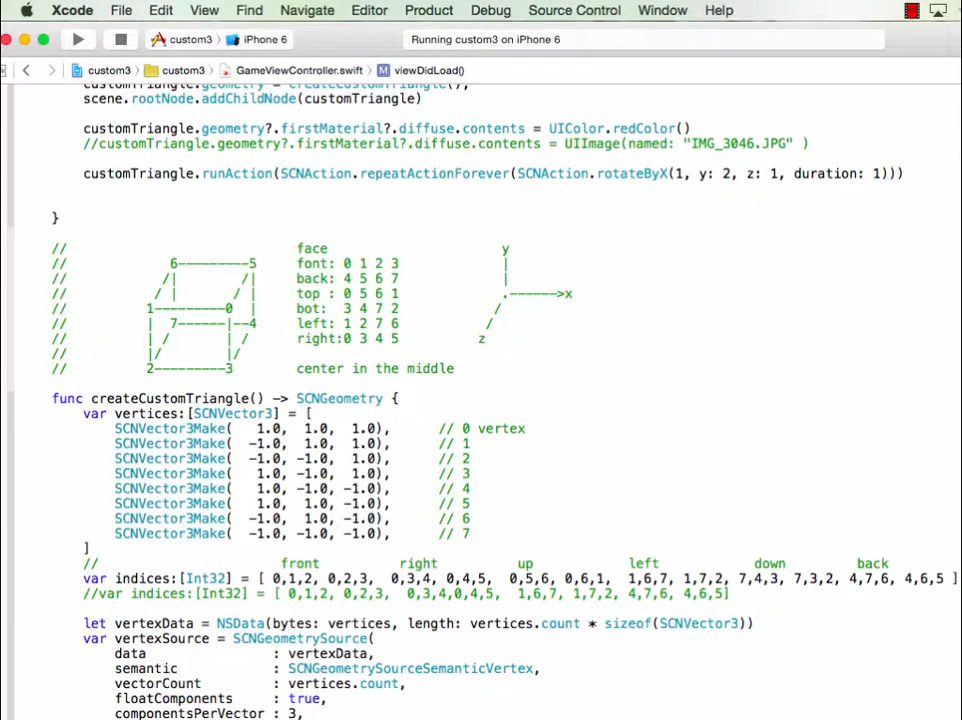 Xcode File Edit View Find Navigate Editor Product Debug Source Control Window Help
custom3 iPhone 6 Running custom3 on iPhone 6
custom3 custom3 GameViewController.swift M viewDidLoad()
customTriangle.geometry = createCustomTriangle();
scene.rootNode.addChildNode(customTriangle)
customTriangle.geometry?.firstMaterial?.diffuse.contents = UIColor.redColor()
//customTriangle.geometry?.firstMaterial?.diffuse.contents = UIImage(named: "IMG_3046.JPG" )
customTriangle.runAction(SCNAction.repeatActionForever(SCNAction.rotateByX(1, y: 2, z: 1, duration: 1)))
}
// face y
// 6---------5 font: 0 1 2 3 |
// /| /| back: 4 5 6 7 |
// / | / | top : 0 5 6 1 .------>x
// 1---------0 | bot: 3 4 7 2 /
// | 7------|--4 left: 1 2 7 6 /
// | / | / right:0 3 4 5 z
// |/ |/
// 2---------3 center in the middle
func createCustomTriangle() -> SCNGeometry {
var vertices:[SCNVector3] = [
SCNVector3Make( 1.0, 1.0, 1.0), // 0 vertex
SCNVector3Make( -1.0, 1.0, 1.0), // 1
SCNVector3Make( -1.0, -1.0, 1.0), // 2
SCNVector3Make( 1.0, -1.0, 1.0), // 3
SCNVector3Make( 1.0, -1.0, -1.0), // 4
SCNVector3Make( 1.0, 1.0, -1.0), // 5
SCNVector3Make( -1.0, 1.0, -1.0), // 6
SCNVector3Make( -1.0, -1.0, -1.0), // 7
]
// front right up left down back
var indices:[Int32] = [ 0,1,2, 0,2,3, 0,3,4, 0,4,5, 0,5,6, 0,6,1, 1,6,7, 1,7,2, 7,4,3, 7,3,2, 4,7,6, 4,6,5 ]
//var indices:[Int32] = [ 0,1,2, 0,2,3, 0,3,4,0,4,5, 1,6,7, 1,7,2, 4,7,6, 4,6,5]
let vertexData = NSData(bytes: vertices, length: vertices.count * sizeof(SCNVector3))
var vertexSource = SCNGeometrySource(
data : vertexData,
semantic : SCNGeometrySourceSemanticVertex,
vectorCount : vertices.count,
floatComponents : true,
componentsPerVector : 3,